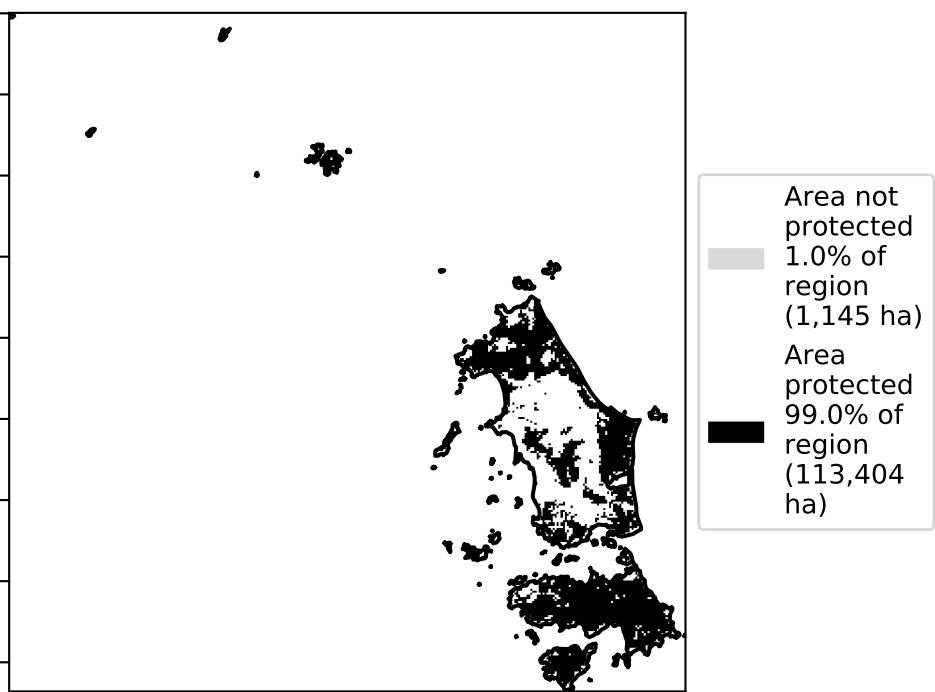 Area not
protected
1.0% of
region
(1,145 ha)
Area
protected
99.0% of
region
(113,404
ha)